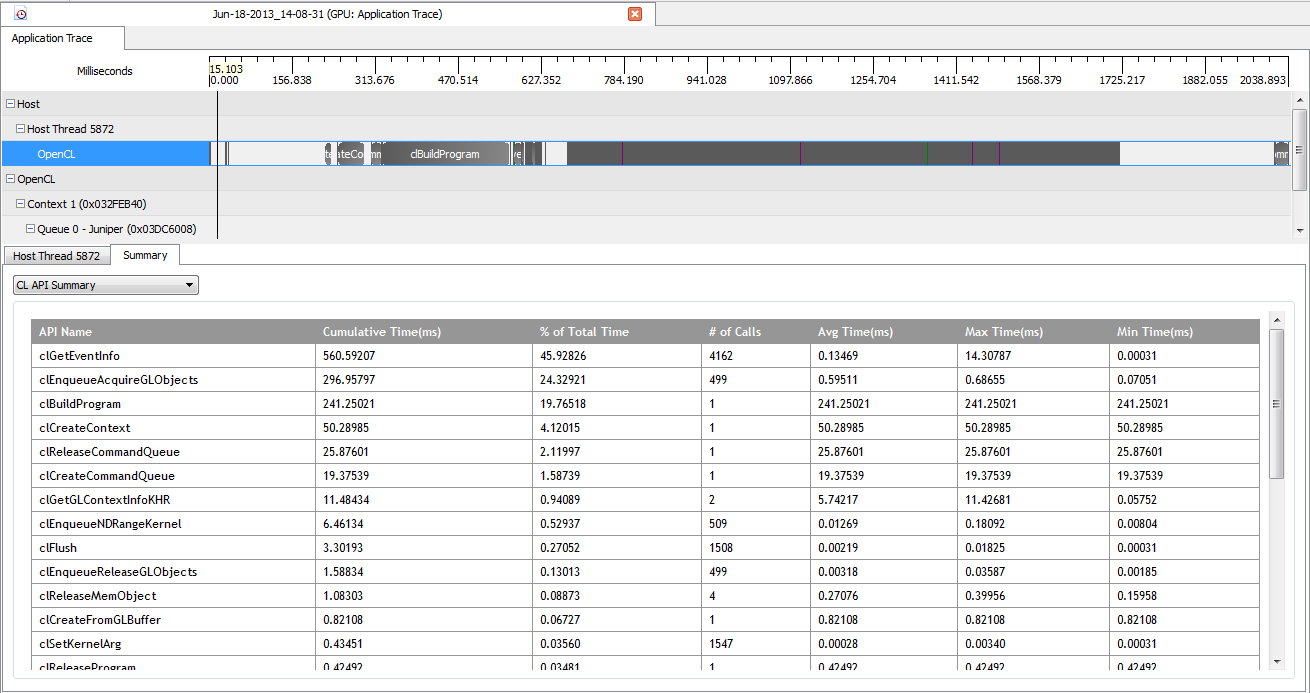 Jun-18-2013_14-08-31 (GPU: Application Trace)
Application Trace
Milliseconds
15.103
0.000 156.838 313.676 470.514 627.352 784.190 941.028 1097.866 1254.704 1411.542 1568.379 1725.217 1882.055 2038.893
Host
Host Thread 5872
OpenCL clBuildProgram
OpenCL
Context 1 (0x032FEB40)
Queue 0 - Juniper (0x03DC6008)
Host Thread 5872 Summary
CL API Summary
API Name Cumulative Time(ms) % of Total Time # of Calls Avg Time(ms) Max Time(ms) Min Time(ms)
clGetEventInfo 560.59207 45.92826 4162 0.13469 14.30787 0.00031
clEnqueueAcquireGLObjects 296.95797 24.32921 499 0.59511 0.68655 0.07051
clBuildProgram 241.25021 19.76518 1 241.25021 241.25021 241.25021
clCreateContext 50.28985 4.12015 1 50.28985 50.28985 50.28985
clReleaseCommandQueue 25.87601 2.11997 1 25.87601 25.87601 25.87601
clCreateCommandQueue 19.37539 1.58739 1 19.37539 19.37539 19.37539
clGetGLContextInfoKHR 11.48434 0.94089 2 5.74217 11.42681 0.05752
clEnqueueNDRangeKernel 6.46134 0.52937 509 0.01269 0.18092 0.00804
clFlush 3.30193 0.27052 1508 0.00219 0.01825 0.00031
clEnqueueReleaseGLObjects 1.58834 0.13013 499 0.00318 0.03587 0.00185
clReleaseMemObject 1.08303 0.08873 4 0.27076 0.39956 0.15958
clCreateFromGLBuffer 0.82108 0.06727 1 0.82108 0.82108 0.82108
clSetKernelArg 0.43451 0.03560 1547 0.00028 0.00340 0.00031
clReleaseProgram 0.42492 0.03481 1 0.42492 0.42492 0.42492